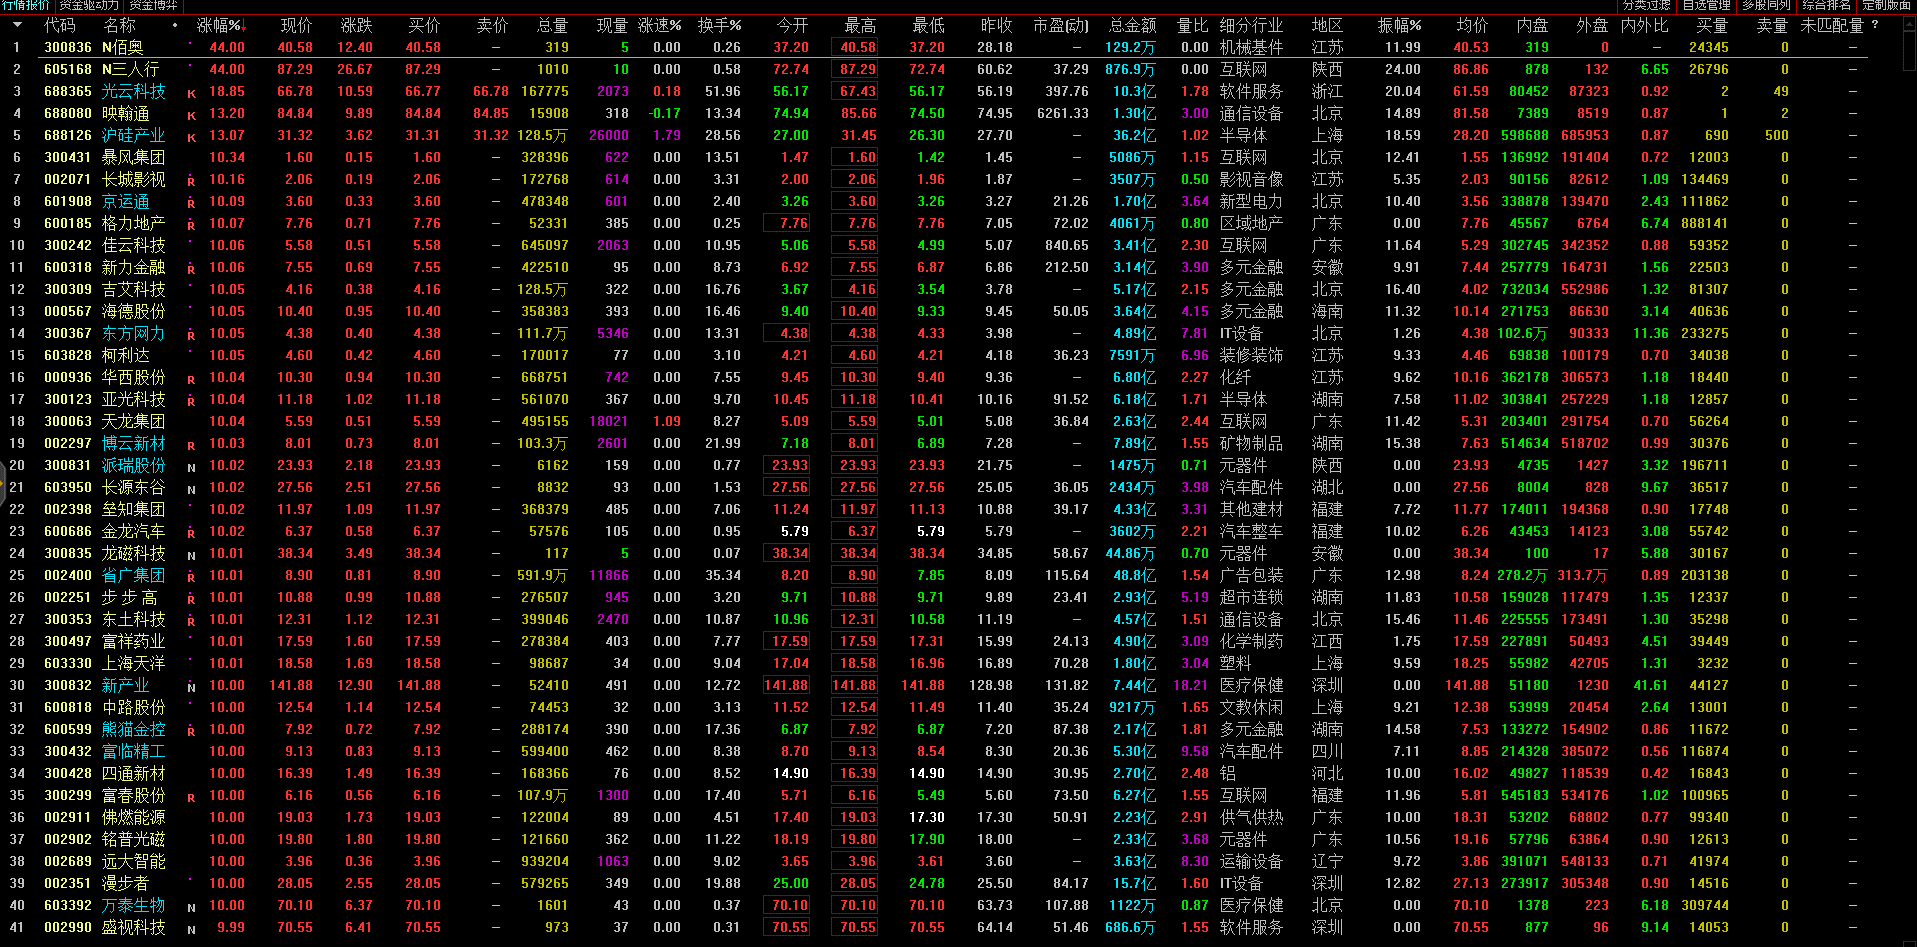 行情报价 资金驱动力 资金博弈 分类过滤 自选管理 多股同列 综合排名 定制版面
代码 名称 涨幅%↓ 现价 涨跌 买价 卖价 总量 现量 涨速% 换手% 今开 最高 最低 昨收 市盈(动) 总金额 量比 细分行业 地区 振幅% 均价 内盘 外盘 内外比 买量 卖量 未匹配量 ?
1 300836 N佰奥 44.00 40.58 12.40 40.58 — 319 5 0.00 0.26 37.20 40.58 37.20 28.18 — 129.2万 0.00 机械基件 江苏 11.99 40.53 319 0 — 24345 0 —
2 605168 N三人行 44.00 87.29 26.67 87.29 — 1010 10 0.00 0.58 72.74 87.29 72.74 60.62 37.29 876.9万 0.00 互联网 陕西 24.00 86.86 878 132 6.65 26796 0 —
3 688365 光云科技 K 18.85 66.78 10.59 66.77 66.78 167775 2073 0.18 51.96 56.17 67.43 56.17 56.19 397.76 10.3亿 1.78 软件服务 浙江 20.04 61.59 80452 87323 0.92 2 49 —
4 688080 映翰通 K 13.20 84.84 9.89 84.84 84.85 15908 318 -0.17 13.34 74.94 85.66 74.50 74.95 6261.33 1.30亿 3.00 通信设备 北京 14.89 81.58 7389 8519 0.87 1 2 —
5 688126 沪硅产业 K 13.07 31.32 3.62 31.31 31.32 128.5万 26000 1.79 28.56 27.00 31.45 26.30 27.70 — 36.2亿 1.02 半导体 上海 18.59 28.20 598688 685953 0.87 690 500 —
6 300431 暴风集团 10.34 1.60 0.15 1.60 — 328396 622 0.00 13.51 1.47 1.60 1.42 1.45 — 5086万 1.15 互联网 北京 12.41 1.55 136992 191404 0.72 12003 0 —
7 002071 长城影视 R 10.16 2.06 0.19 2.06 — 172768 614 0.00 3.31 2.00 2.06 1.96 1.87 — 3507万 0.50 影视音像 江苏 5.35 2.03 90156 82612 1.09 134469 0 —
8 601908 京运通 R 10.09 3.60 0.33 3.60 — 478348 601 0.00 2.40 3.26 3.60 3.26 3.27 21.26 1.70亿 3.64 新型电力 北京 10.40 3.56 338878 139470 2.43 111862 0 —
9 600185 格力地产 R 10.07 7.76 0.71 7.76 — 52331 385 0.00 0.25 7.76 7.76 7.76 7.05 72.02 4061万 0.80 区域地产 广东 0.00 7.76 45567 6764 6.74 888141 0 —
10 300242 佳云科技 10.06 5.58 0.51 5.58 — 645097 2063 0.00 10.95 5.06 5.58 4.99 5.07 840.65 3.41亿 2.30 互联网 广东 11.64 5.29 302745 342352 0.88 59352 0 —
11 600318 新力金融 R 10.06 7.55 0.69 7.55 — 422510 95 0.00 8.73 6.92 7.55 6.87 6.86 212.50 3.14亿 3.90 多元金融 安徽 9.91 7.44 257779 164731 1.56 22503 0 —
12 300309 吉艾科技 10.05 4.16 0.38 4.16 — 128.5万 322 0.00 16.76 3.67 4.16 3.54 3.78 — 5.17亿 2.15 多元金融 北京 16.40 4.02 732034 552986 1.32 81307 0 —
13 000567 海德股份 10.05 10.40 0.95 10.40 — 358383 393 0.00 16.46 9.40 10.40 9.33 9.45 50.05 3.64亿 4.15 多元金融 海南 11.32 10.14 271753 86630 3.14 40636 0 —
14 300367 东方网力 R 10.05 4.38 0.40 4.38 — 111.7万 5346 0.00 13.31 4.38 4.38 4.33 3.98 — 4.89亿 7.81 IT设备 北京 1.26 4.38 102.6万 90333 11.36 233275 0 —
15 603828 柯利达 10.05 4.60 0.42 4.60 — 170017 77 0.00 3.10 4.21 4.60 4.21 4.18 36.23 7591万 6.96 装修装饰 江苏 9.33 4.46 69838 100179 0.70 34038 0 —
16 000936 华西股份 R 10.04 10.30 0.94 10.30 — 668751 742 0.00 7.55 9.45 10.30 9.40 9.36 — 6.80亿 2.27 化纤 江苏 9.62 10.16 362178 306573 1.18 18440 0 —
17 300123 亚光科技 R 10.04 11.18 1.02 11.18 — 561070 367 0.00 9.70 10.45 11.18 10.41 10.16 91.52 6.18亿 1.71 半导体 湖南 7.58 11.02 303841 257229 1.18 12857 0 —
18 300063 天龙集团 10.04 5.59 0.51 5.59 — 495155 18021 1.09 8.27 5.09 5.59 5.01 5.08 36.84 2.63亿 2.44 互联网 广东 11.42 5.31 203401 291754 0.70 56264 0 —
19 002297 博云新材 R 10.03 8.01 0.73 8.01 — 103.3万 2601 0.00 21.99 7.18 8.01 6.89 7.28 — 7.89亿 1.55 矿物制品 湖南 15.38 7.63 514634 518702 0.99 30376 0 —
20 300831 派瑞股份 N 10.02 23.93 2.18 23.93 — 6162 159 0.00 0.77 23.93 23.93 23.93 21.75 — 1475万 0.71 元器件 陕西 0.00 23.93 4735 1427 3.32 196711 0 —
21 603950 长源东谷 N 10.02 27.56 2.51 27.56 — 8832 93 0.00 1.53 27.56 27.56 27.56 25.05 36.05 2434万 3.98 汽车配件 湖北 0.00 27.56 8004 828 9.67 36517 0 —
22 002398 垒知集团 10.02 11.97 1.09 11.97 — 368379 485 0.00 7.06 11.24 11.97 11.13 10.88 39.17 4.33亿 3.31 其他建材 福建 7.72 11.77 174011 194368 0.90 17748 0 —
23 600686 金龙汽车 R 10.02 6.37 0.58 6.37 — 57576 105 0.00 0.95 5.79 6.37 5.79 5.79 — 3602万 2.21 汽车整车 福建 10.02 6.26 43453 14123 3.08 55742 0 —
24 300835 龙磁科技 N 10.01 38.34 3.49 38.34 — 117 5 0.00 0.07 38.34 38.34 38.34 34.85 58.67 44.86万 0.70 元器件 安徽 0.00 38.34 100 17 5.88 30167 0 —
25 002400 省广集团 R 10.01 8.90 0.81 8.90 — 591.9万 11866 0.00 35.34 8.20 8.90 7.85 8.09 115.64 48.8亿 1.54 广告包装 广东 12.98 8.24 278.2万 313.7万 0.89 203138 0 —
26 002251 步 步 高 R 10.01 10.88 0.99 10.88 — 276507 945 0.00 3.20 9.71 10.88 9.71 9.89 23.41 2.93亿 5.19 超市连锁 湖南 11.83 10.58 159028 117479 1.35 12337 0 —
27 300353 东土科技 R 10.01 12.31 1.12 12.31 — 399046 2470 0.00 10.87 10.96 12.31 10.58 11.19 — 4.57亿 1.51 通信设备 北京 15.46 11.46 225555 173491 1.30 35298 0 —
28 300497 富祥药业 10.01 17.59 1.60 17.59 — 278384 403 0.00 7.77 17.59 17.59 17.31 15.99 24.13 4.90亿 3.09 化学制药 江西 1.75 17.59 227891 50493 4.51 39449 0 —
29 603330 上海天洋 10.01 18.58 1.69 18.58 — 98687 34 0.00 9.04 17.04 18.58 16.96 16.89 70.28 1.80亿 3.04 塑料 上海 9.59 18.25 55982 42705 1.31 3232 0 —
30 300832 新产业 N 10.00 141.88 12.90 141.88 — 52410 491 0.00 12.72 141.88 141.88 141.88 128.98 131.82 7.44亿 18.21 医疗保健 深圳 0.00 141.88 51180 1230 41.61 44127 0 —
31 600818 中路股份 10.00 12.54 1.14 12.54 — 74453 32 0.00 3.13 11.52 12.54 11.49 11.40 35.24 9217万 1.65 文教休闲 上海 9.21 12.38 53999 20454 2.64 13001 0 —
32 600599 熊猫金控 R 10.00 7.92 0.72 7.92 — 288174 390 0.00 17.36 6.87 7.92 6.87 7.20 87.38 2.17亿 1.81 多元金融 湖南 14.58 7.53 133272 154902 0.86 11672 0 —
33 300432 富临精工 10.00 9.13 0.83 9.13 — 599400 462 0.00 8.38 8.70 9.13 8.54 8.30 20.36 5.30亿 9.58 汽车配件 四川 7.11 8.85 214328 385072 0.56 116874 0 —
34 300428 四通新材 10.00 16.39 1.49 16.39 — 168366 76 0.00 8.52 14.90 16.39 14.90 14.90 30.95 2.70亿 2.48 铝 河北 10.00 16.02 49827 118539 0.42 16843 0 —
35 300299 富春股份 R 10.00 6.16 0.56 6.16 — 107.9万 1300 0.00 17.40 5.71 6.16 5.49 5.60 73.50 6.27亿 1.55 互联网 福建 11.96 5.81 545183 534176 1.02 100965 0 —
36 002911 佛燃能源 10.00 19.03 1.73 19.03 — 122004 89 0.00 4.51 17.40 19.03 17.30 17.30 50.91 2.23亿 2.91 供气供热 广东 10.00 18.31 53202 68802 0.77 99340 0 —
37 002902 铭普光磁 10.00 19.80 1.80 19.80 — 121660 362 0.00 11.22 18.19 19.80 17.90 18.00 — 2.33亿 3.68 元器件 广东 10.56 19.16 57796 63864 0.90 12613 0 —
38 002689 远大智能 10.00 3.96 0.36 3.96 — 939204 1063 0.00 9.02 3.65 3.96 3.61 3.60 — 3.63亿 8.30 运输设备 辽宁 9.72 3.86 391071 548133 0.71 41974 0 —
39 002351 漫步者 10.00 28.05 2.55 28.05 — 579265 349 0.00 19.88 25.00 28.05 24.78 25.50 84.17 15.7亿 1.60 IT设备 深圳 12.82 27.13 273917 305348 0.90 14516 0 —
40 603392 万泰生物 N 10.00 70.10 6.37 70.10 — 1601 43 0.00 0.37 70.10 70.10 70.10 63.73 107.88 1122万 0.87 医疗保健 北京 0.00 70.10 1378 223 6.18 309744 0 —
41 002990 盛视科技 N 9.99 70.55 6.41 70.55 — 973 37 0.00 0.31 70.55 70.55 70.55 64.14 51.46 686.6万 1.55 软件服务 深圳 0.00 70.55 877 96 9.14 14053 0 —